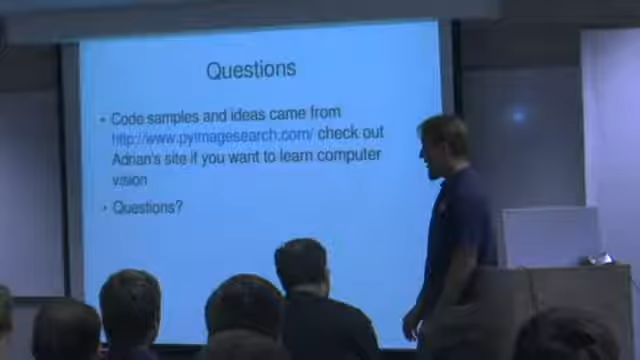 Questions
• Code samples and ideas came from
http://www.pyimagesearch.com/ check out
Adrian's site if you want to learn computer
vision
• Questions?